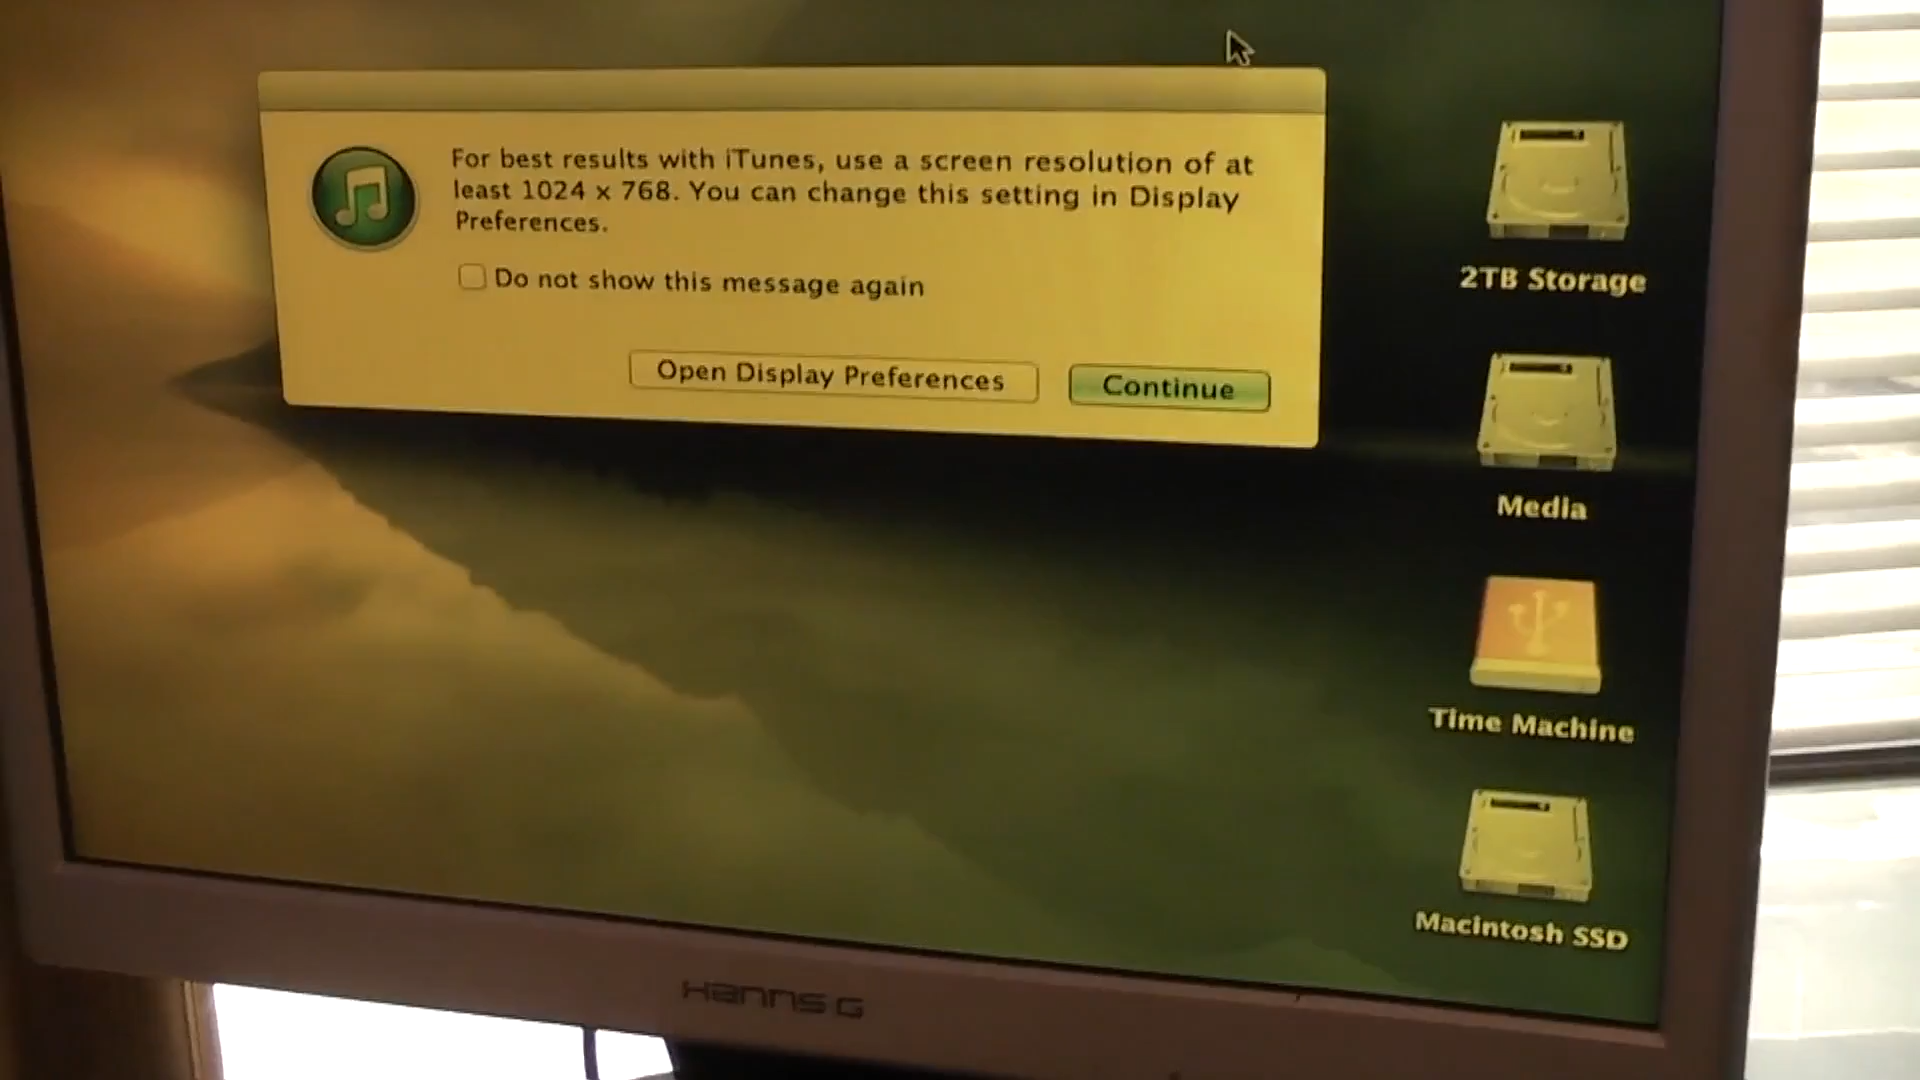 For best results with iTunes, use a screen resolution of at
least 1024 x 768. You can change this setting in Display
Preferences.
Do not show this message again
Open Display Preferences
Continue
2TB Storage
Media
Time Machine
Macintosh SSD
HANNS G